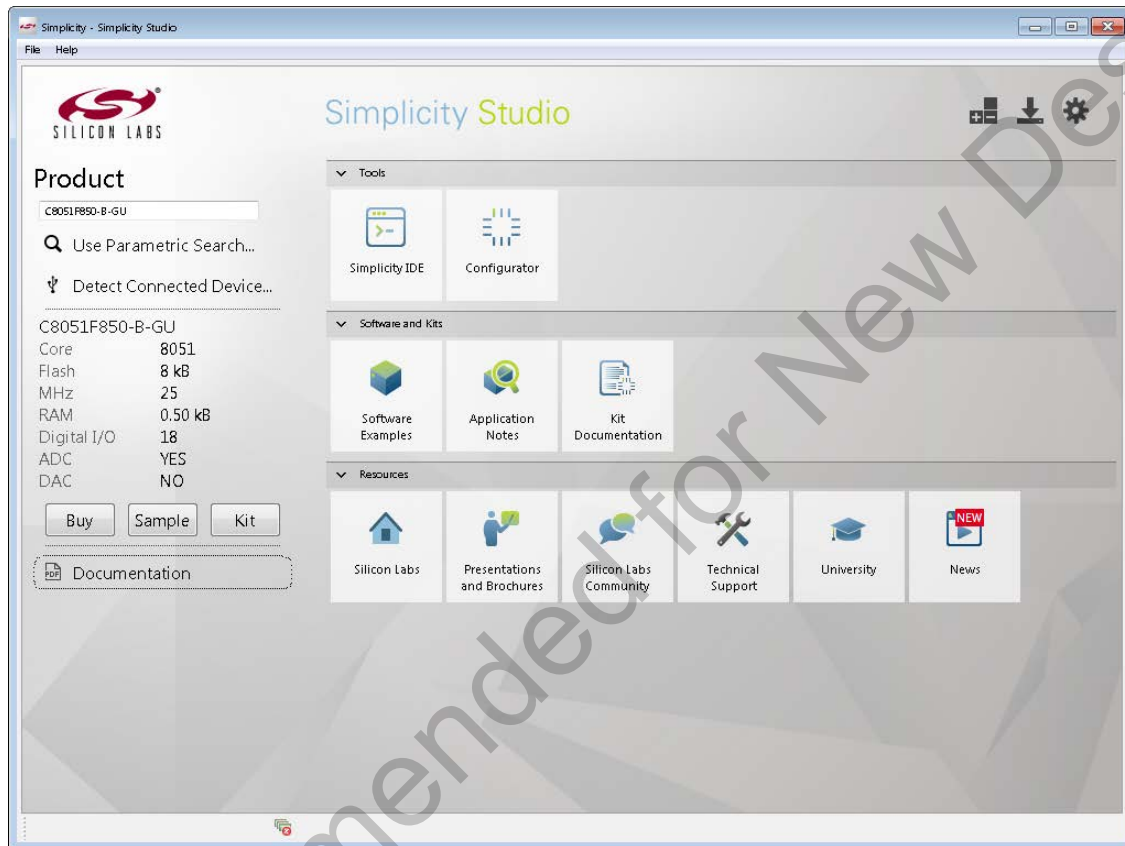 Simplicity - Simplicity Studio
File Help
SILICON LABS
Simplicity Studio
Product
C8051F850-B-GU
Use Parametric Search...
Detect Connected Device...
C8051F850-B-GU
Core 8051
Flash 8 kB
MHz 25
RAM 0.50 kB
Digital I/O 18
ADC YES
DAC NO
Buy Sample Kit
PDF Documentation
Tools
Simplicity IDE
Configurator
Software and Kits
Software
Examples
Application
Notes
Kit
Documentation
Resources
Silicon Labs
Presentations
and Brochures
Silicon Labs
Community
Technical
Support
University
NEW
News
mended for New Des